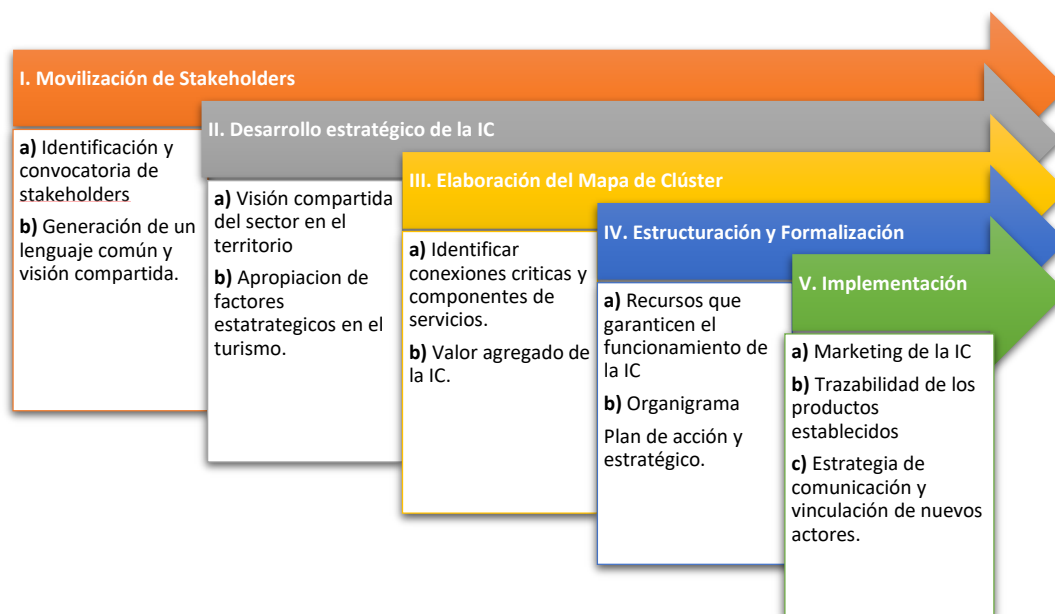 I. Movilización de Stakeholders
a) Identificación y
convocatoria de
stakeholders
b) Generación de un
lenguaje común y
visión compartida.
II. Desarrollo estratégico de la IC
a) Visión compartida
del sector en el
territorio
b) Apropiacion de
factores
estatrategicos en el
turismo.
III. Elaboración del Mapa de Clúster
a) Identificar
conexiones criticas y
componentes de
servicios.
b) Valor agregado de
la IC.
IV. Estructuración y Formalización
a) Recursos que
garanticen el
funcionamiento de
la IC
b) Organigrama
Plan de acción y
estratégico.
V. Implementación
a) Marketing de la IC
b) Trazabilidad de los
productos
establecidos
c) Estrategia de
comunicación y
vinculación de nuevos
actores.